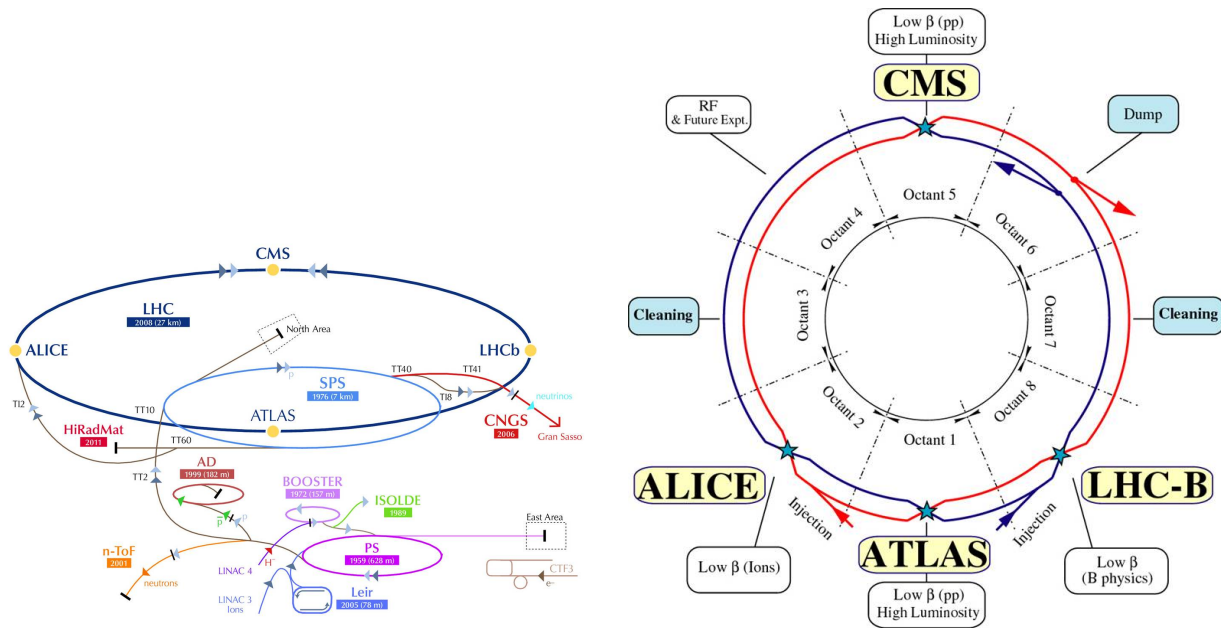 CMS
LHC
2008 (27 km)
North Area
ALICE
LHCb
TT40
TT41
SPS
1976 (7 km)
p
TI8
neutrinos
TI2
TT10
ATLAS
CNGS
2006
Gran Sasso
HiRadMat
2011
TT60
TT2
AD
1999 (182 m)
BOOSTER
1972 (157 m)
ISOLDE
1989
p
p
East Area
n-ToF
2001
neutrons
LINAC 4
H⁻
PS
1959 (628 m)
CTF3
e⁻
LINAC 3
Ions
Leir
2005 (78 m)
Low β (pp)
High Luminosity
CMS
RF
& Future Expt.
Dump
Octant 5
Octant 4
Octant 6
Cleaning
Octant 3
Octant 7
Cleaning
Octant 2
Octant 8
Octant 1
ALICE
LHC-B
Injection
Injection
ATLAS
Low β (Ions)
Low β
(B physics)
Low β (pp)
High Luminosity